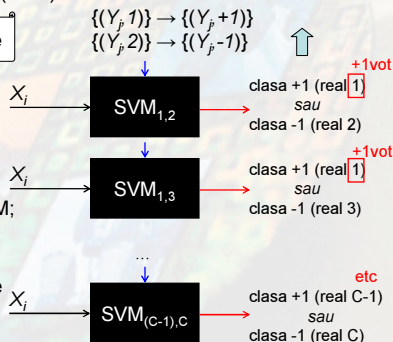 {(Yj,1)} → {(Yj,+1)}
{(Yj,2)} → {(Yj,-1)}
e
+1vot
Xi
SVM1,2
clasa +1 (real 1)
sau
clasa -1 (real 2)
+1vot
Xi
SVM1,3
clasa +1 (real 1)
sau
clasa -1 (real 3)
M;
...
etc
e
Xi
SVM(C-1),C
clasa +1 (real C-1)
sau
clasa -1 (real C)